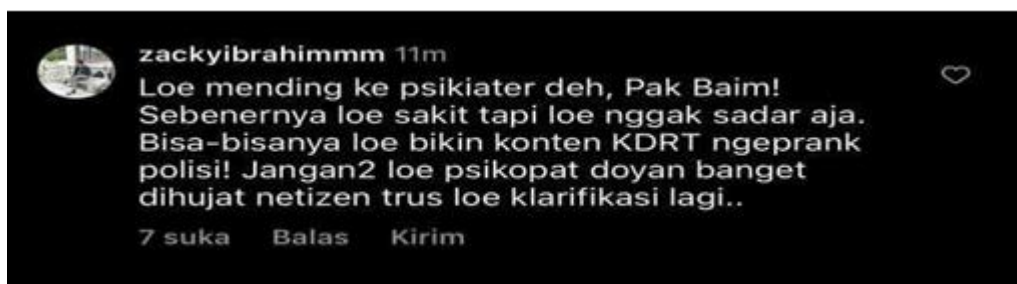 zackyibrahimmm 11m
Loe mending ke psikiater deh, Pak Baim!
Sebenernya loe sakit tapi loe nggak sadar aja.
Bisa-bisanya loe bikin konten KDRT ngeprank
polisi! Jangan2 loe psikopat doyan banget
dihujat netizen trus loe klarifikasi lagi..
7 suka Balas Kirim